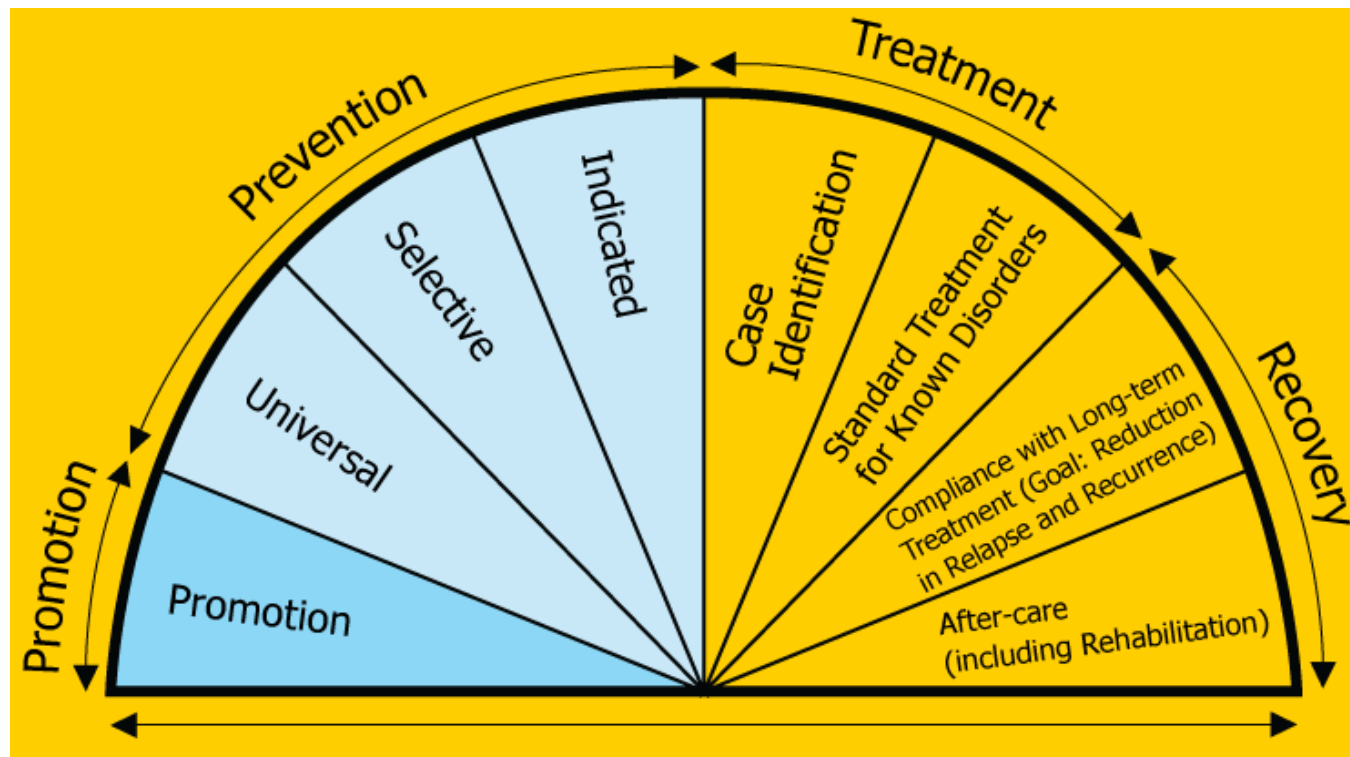 Promotion
Prevention
Treatment
Recovery
Promotion
Universal
Selective
Indicated
Case
Identification
Standard Treatment
for Known Disorders
Compliance with Long-term
Treatment (Goal: Reduction
in Relapse and Recurrence)
After-care
(including Rehabilitation)